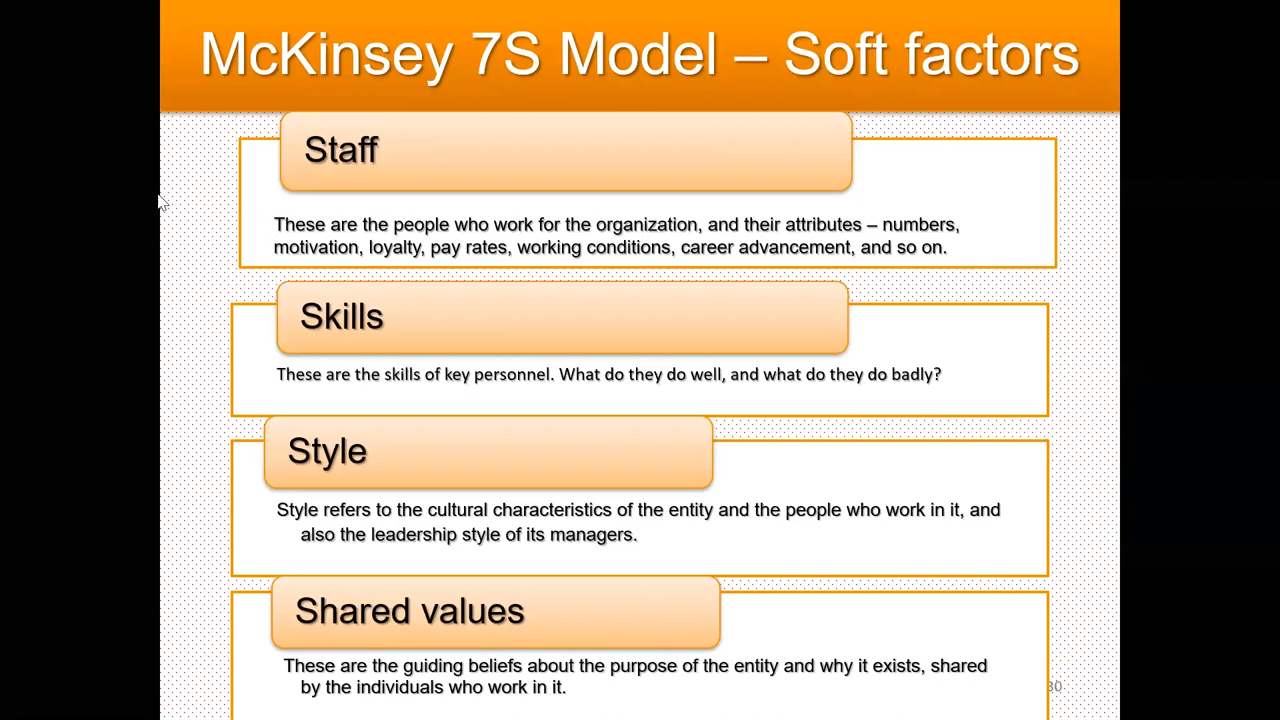 McKinsey 7S Model – Soft factors
Staff
These are the people who work for the organization, and their attributes – numbers,
motivation, loyalty, pay rates, working conditions, career advancement, and so on.
Skills
These are the skills of key personnel. What do they do well, and what do they do badly?
Style
Style refers to the cultural characteristics of the entity and the people who work in it, and
also the leadership style of its managers.
Shared values
These are the guiding beliefs about the purpose of the entity and why it exists, shared
by the individuals who work in it.